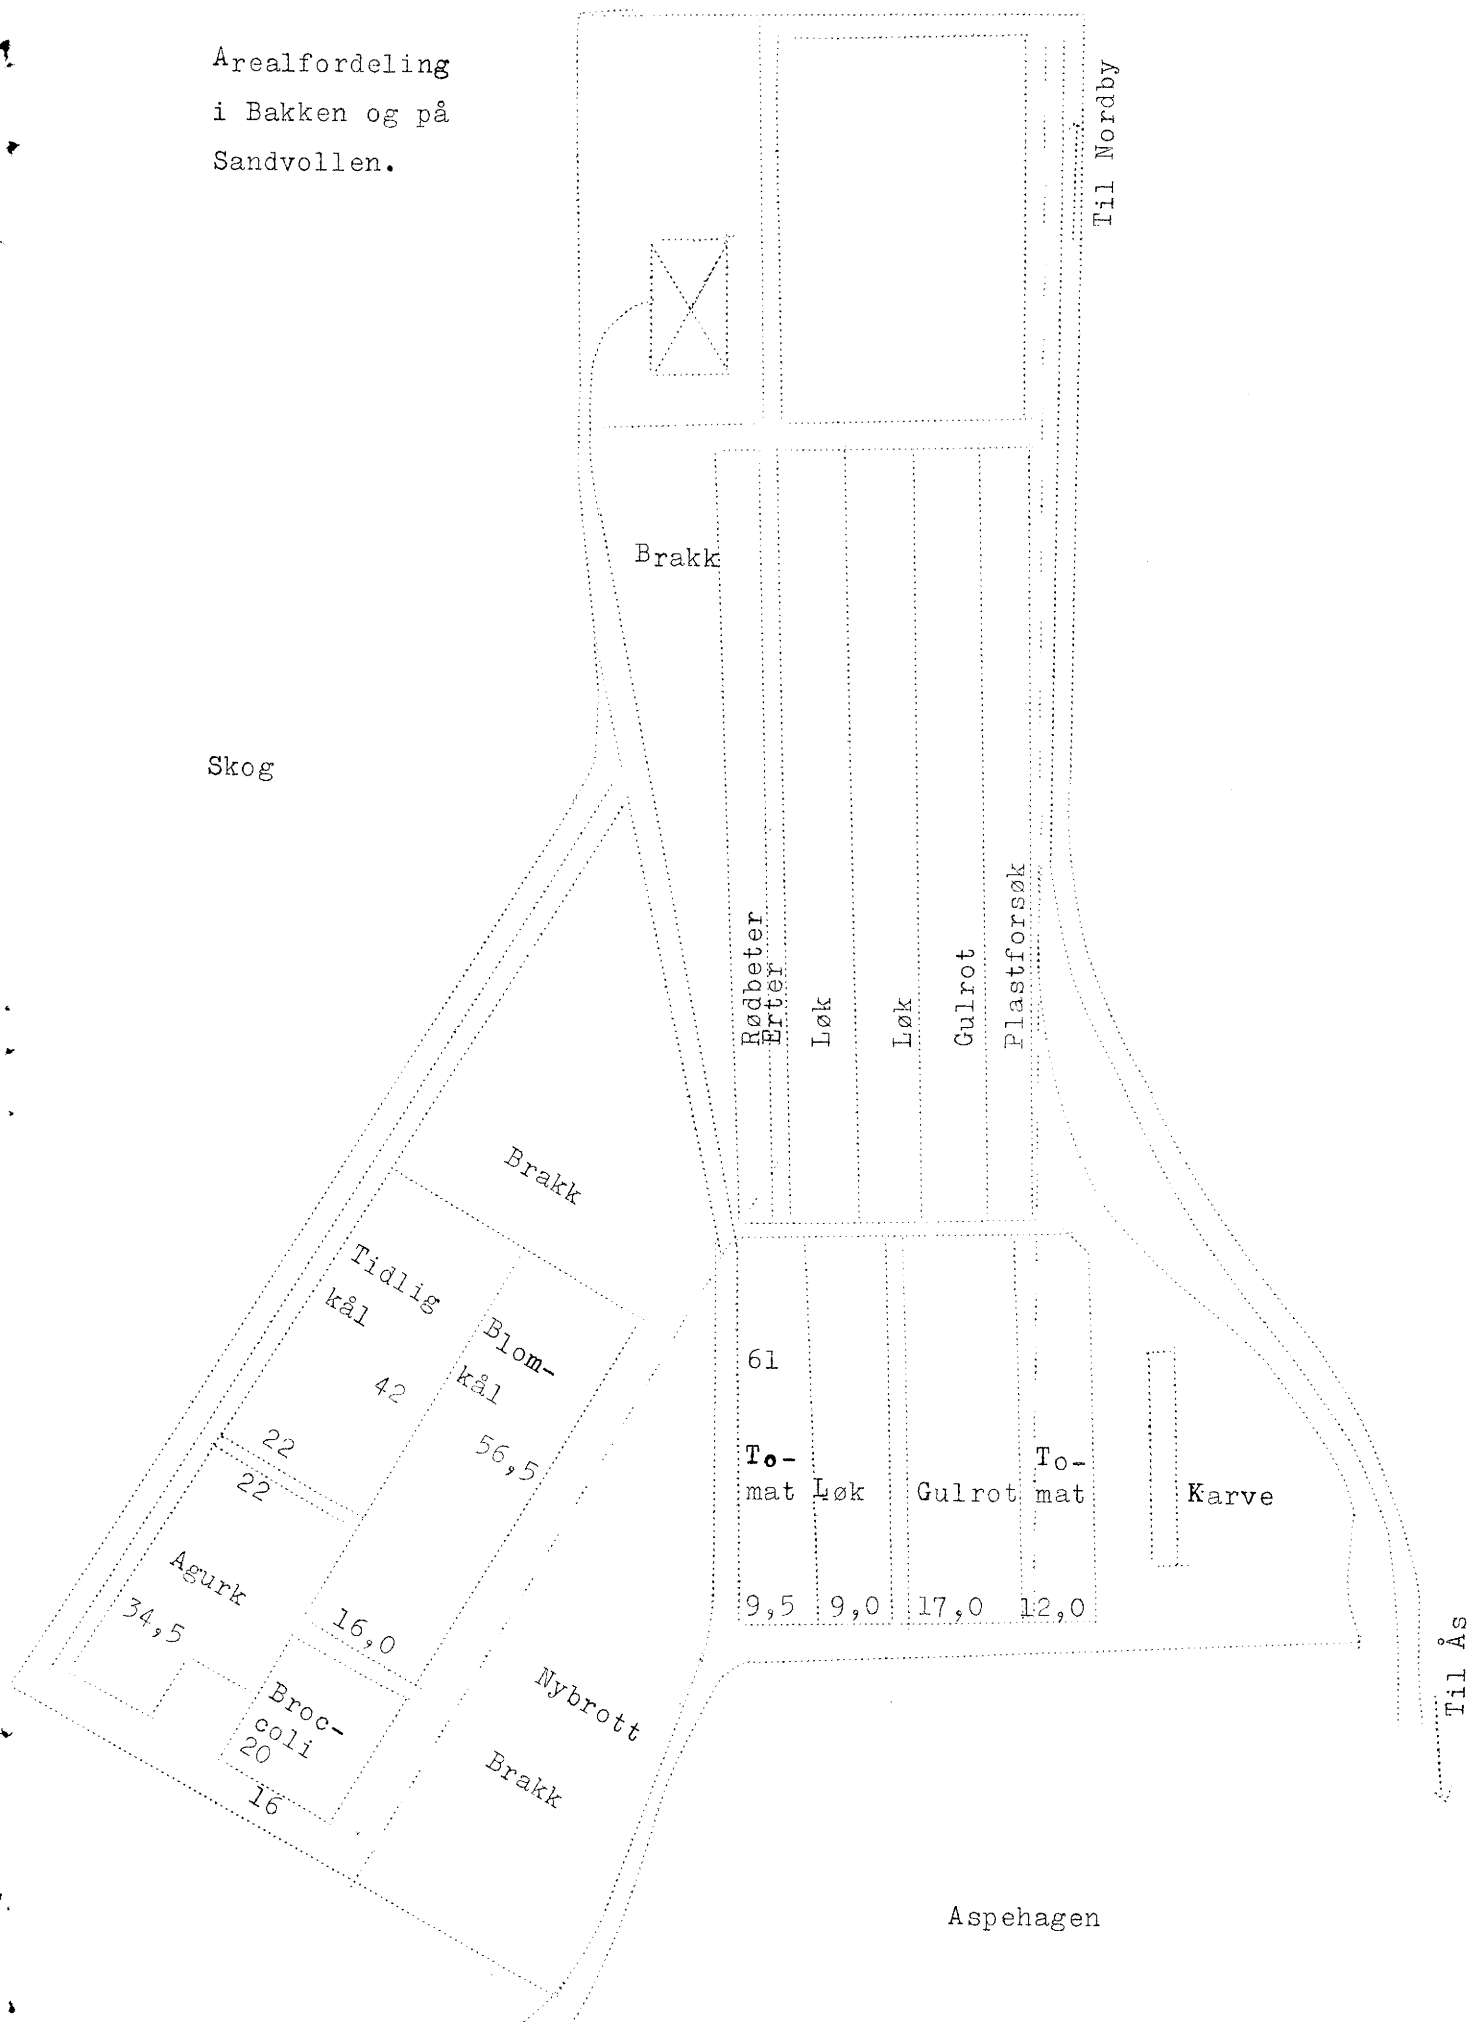 Arealfordeling
i Bakken og på
Sandvollen.
Til Nordby
Brakk
Skog
Rødbeter
Erter
Løk
Løk
Gulrot
Plastforsøk
Brakk
Tidlig
kål
42
22
Blom-
kål
56,5
16,0
22
Agurk
34,5
Broc-
coli
20
16
Nybrott
Brakk
61
To-
mat
9,5
Løk
9,0
Gulrot
17,0
To-
mat
12,0
Karve
Til Ås
Aspehagen